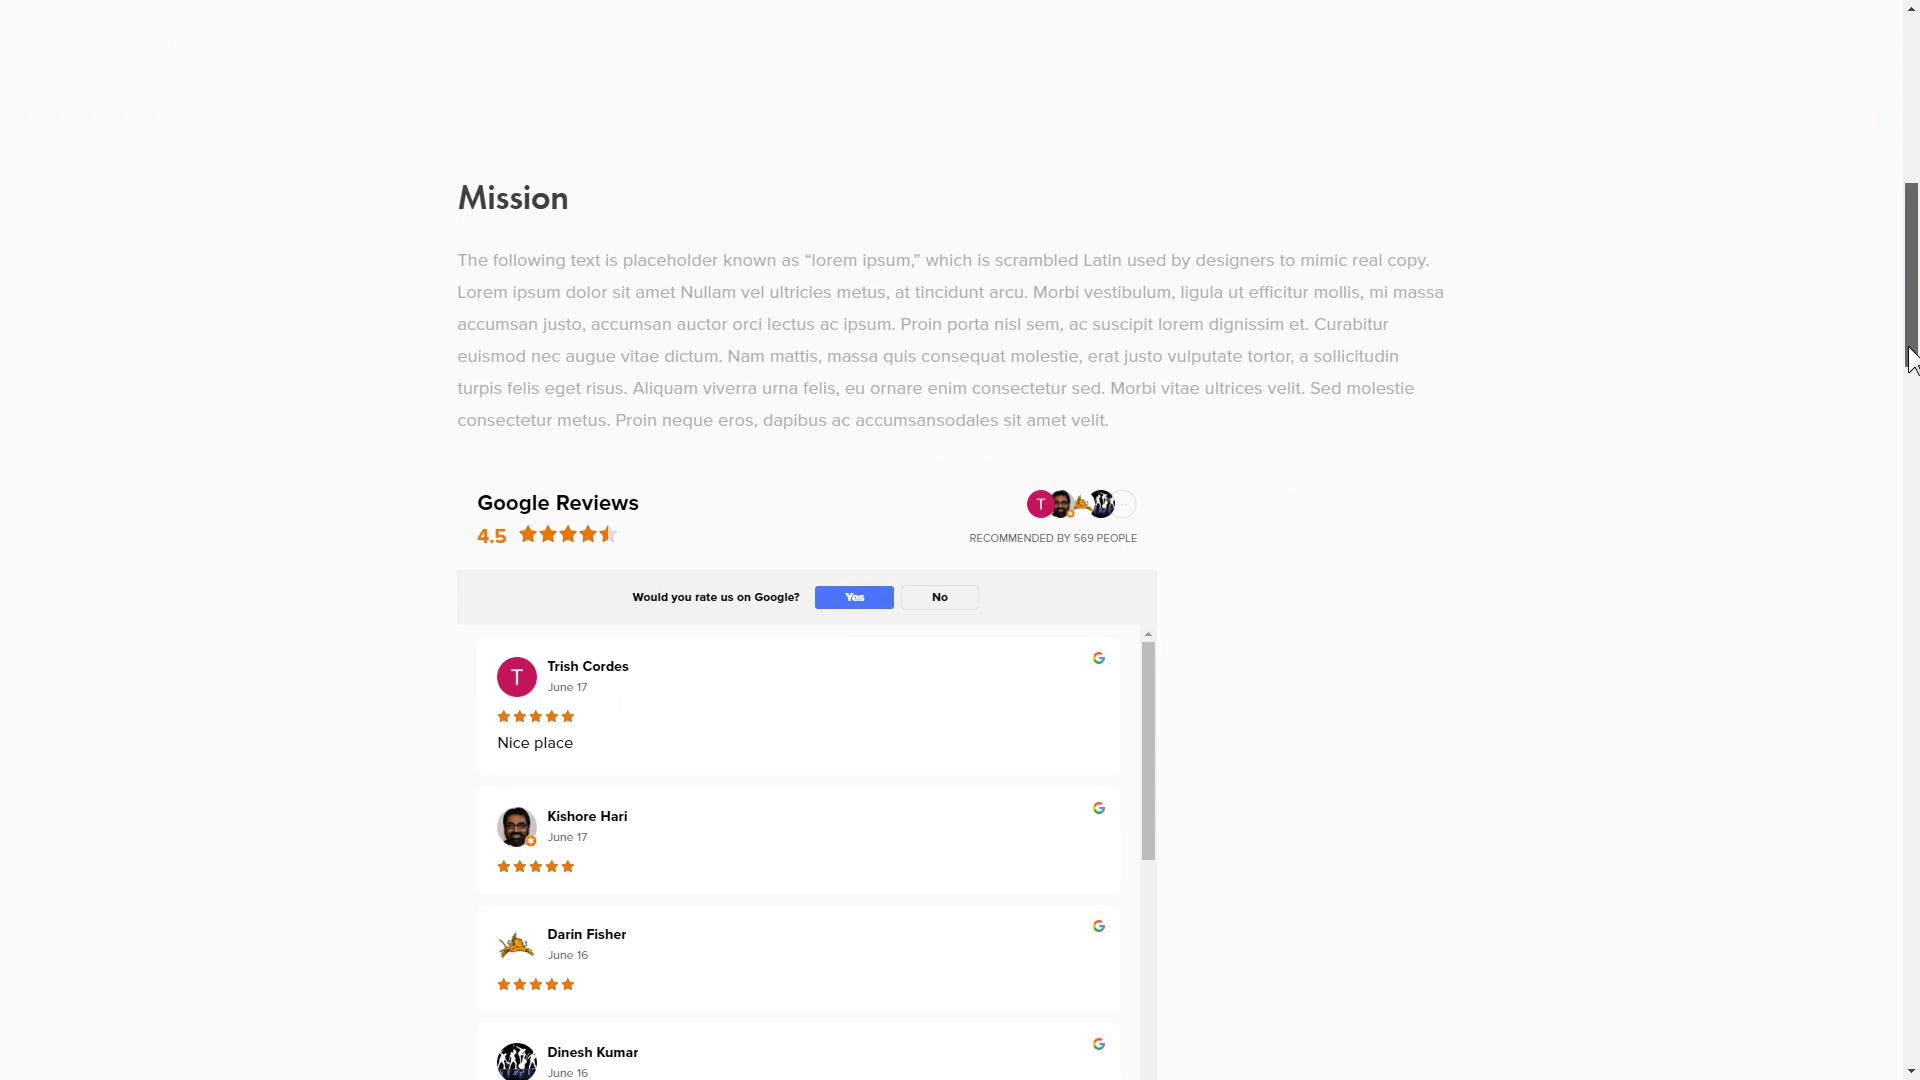 Mission
The following text is placeholder known as “lorem ipsum,” which is scrambled Latin used by designers to mimic real copy.
Lorem ipsum dolor sit amet Nullam vel ultricies metus, at tincidunt arcu. Morbi vestibulum, ligula ut efficitur mollis, mi massa
accumsan justo, accumsan auctor orci lectus ac ipsum. Proin porta nisl sem, ac suscipit lorem dignissim et. Curabitur
euismod nec augue vitae dictum. Nam mattis, massa quis consequat molestie, erat justo vulputate tortor, a sollicitudin
turpis felis eget risus. Aliquam viverra urna felis, eu ornare enim consectetur sed. Morbi vitae ultrices velit. Sed molestie
consectetur metus. Proin neque eros, dapibus ac accumsansodales sit amet velit.
Google Reviews
T
4.5
RECOMMENDED BY 569 PEOPLE
Would you rate us on Google? Yes No
T
Trish Cordes
June 17
Nice place
Kishore Hari
June 17
Darin Fisher
June 16
Dinesh Kumar
June 16